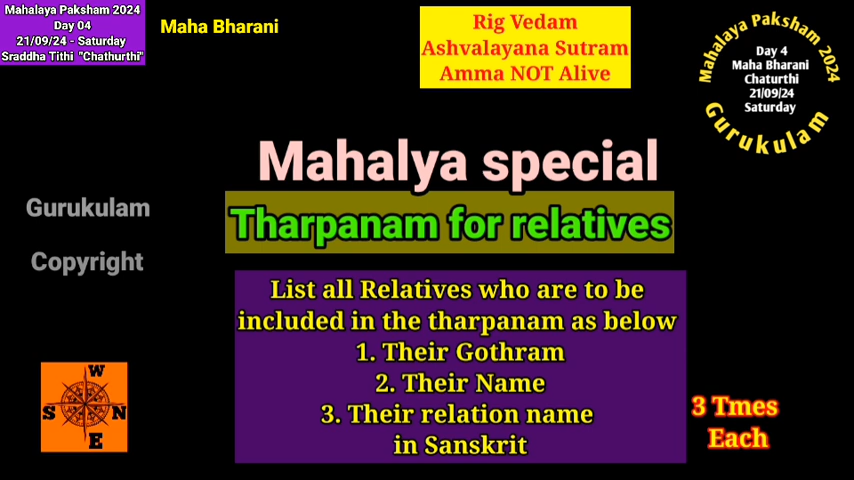 Mahalaya Paksham 2024
Day 04
21/09/24 - Saturday
Sraddha Tithi "Chathurthi"
Maha Bharani
Rig Vedam
Ashvalayana Sutram
Amma NOT Alive
Mahalaya Paksham 2024
Day 4
Maha Bharani
Chaturthi
21/09/24
Saturday
Gurukulam
Mahalya special
Tharpanam for relatives
Gurukulam
Copyright
List all Relatives who are to be
included in the tharpanam as below
1. Their Gothram
2. Their Name
3. Their relation name
in Sanskrit
3 Tmes
Each
W
S N
E